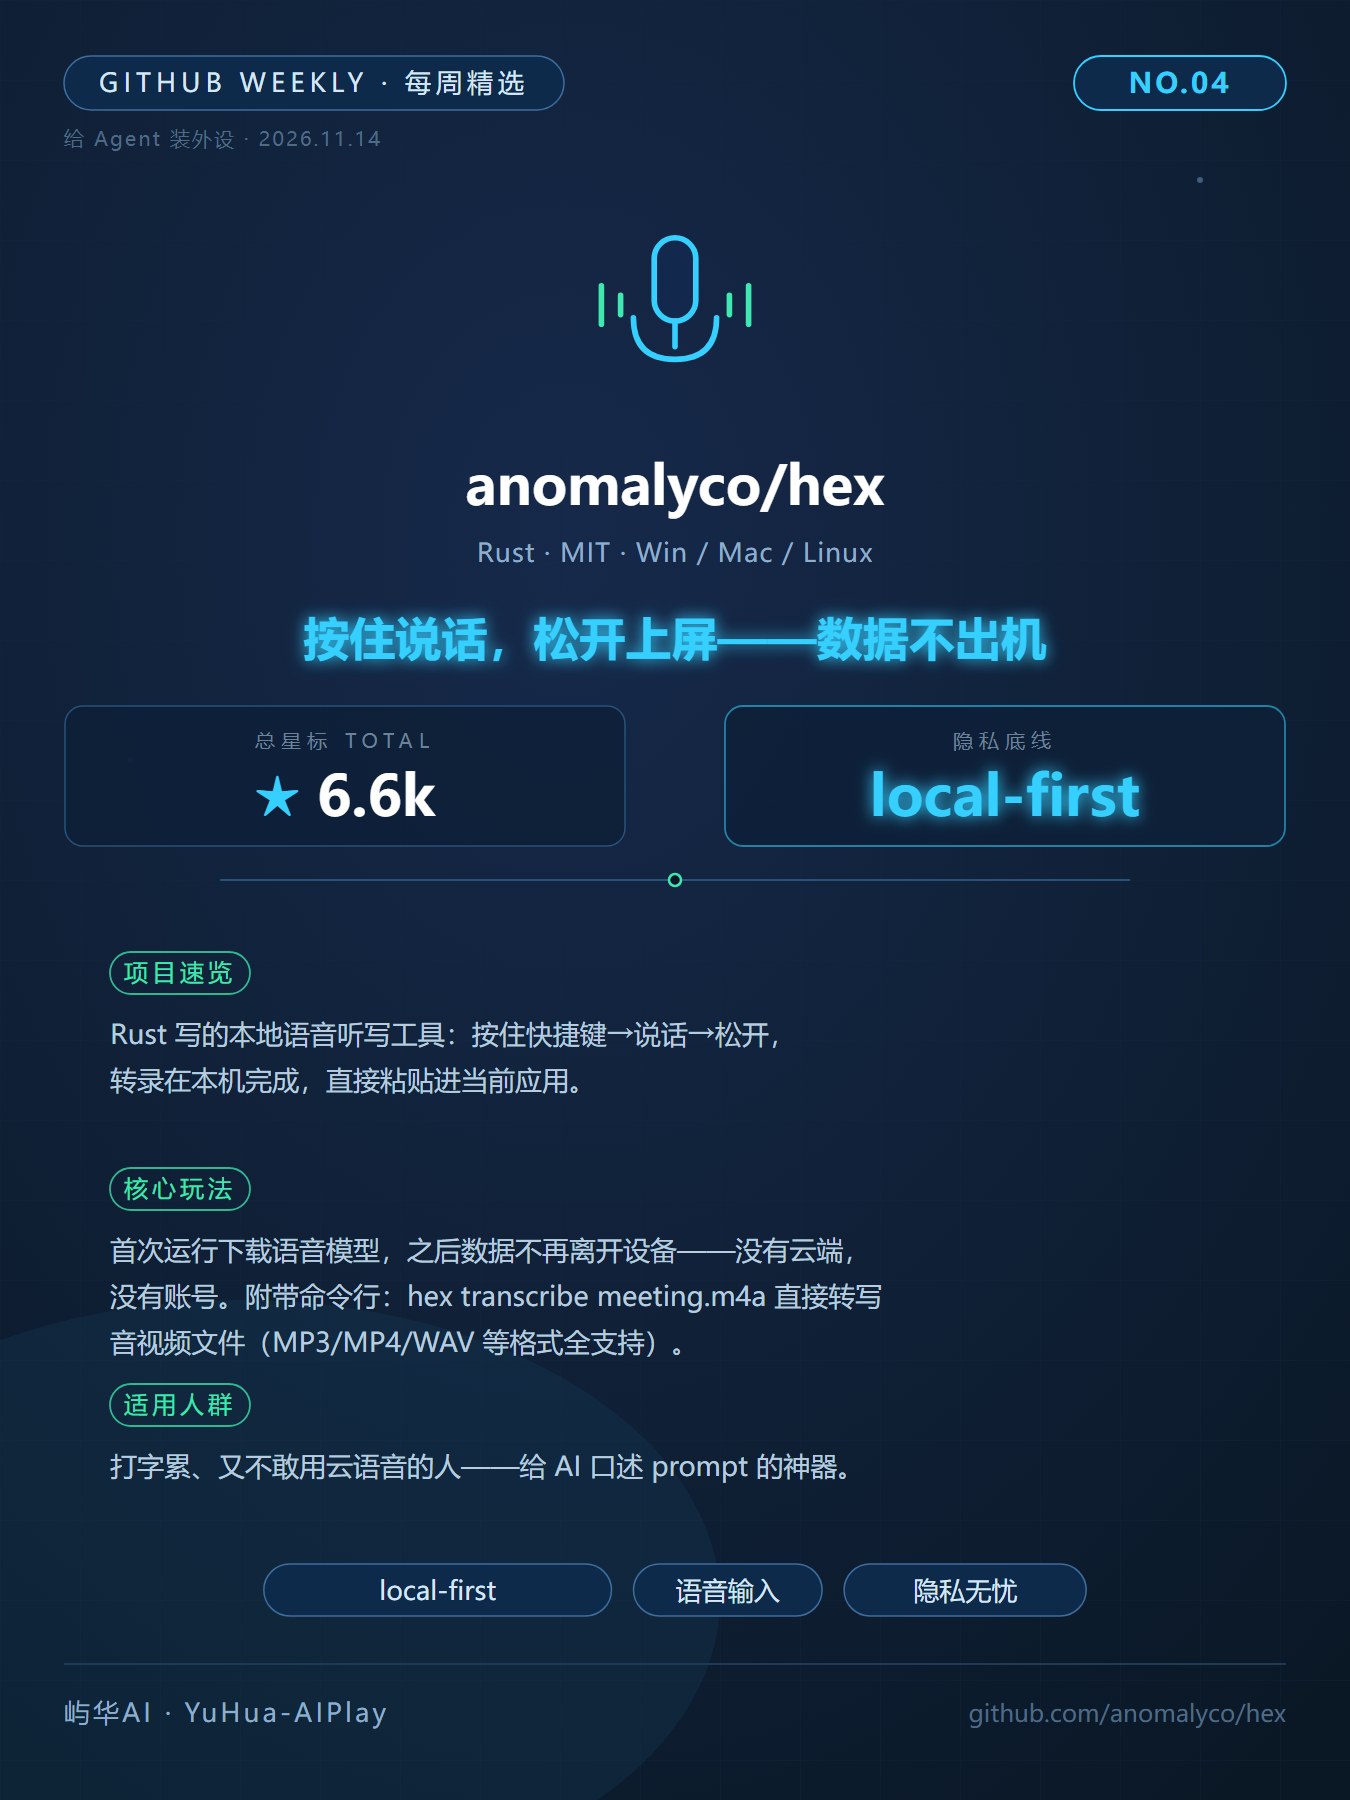 GITHUB WEEKLY · 每周精选
NO.04
给 Agent 装外设 · 2026.11.14
anomalyco/hex
Rust · MIT · Win / Mac / Linux
按住说话，松开上屏——数据不出机
总星标 TOTAL
★ 6.6k
隐私底线
local-first
项目速览
Rust 写的本地语音听写工具：按住快捷键→说话→松开，
转录在本机完成，直接粘贴进当前应用。
核心玩法
首次运行下载语音模型，之后数据不再离开设备——没有云端，
没有账号。附带命令行：hex transcribe meeting.m4a 直接转写
音视频文件（MP3/MP4/WAV 等格式全支持）。
适用人群
打字累、又不敢用云语音的人——给 AI 口述 prompt 的神器。
local-first
语音输入
隐私无忧
屿华AI · YuHua-AIPlay
github.com/anomalyco/hex